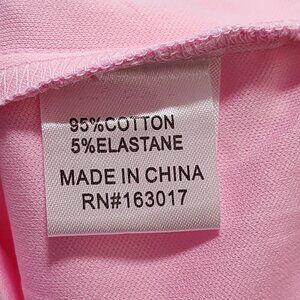 95%COTTON
5%ELASTANE
MADE IN CHINA
RN#163017